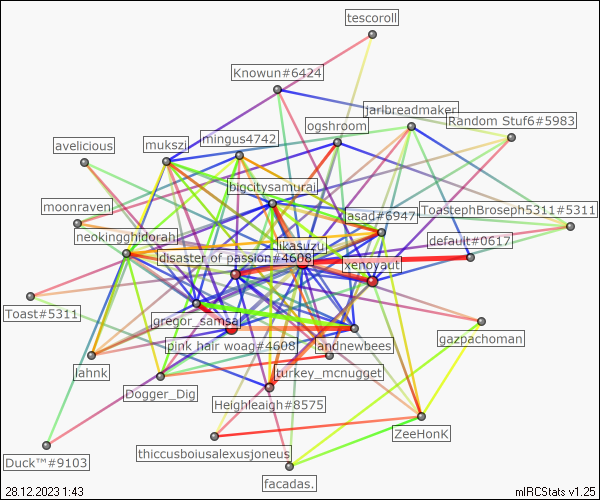 tescoroll
Knowun#6424
jarlbreadmaker
Random Stuf6#5983
ogshroom
mingus4742
mukszi
avelicious
bigcitysamurai
moonraven
asad#6947
ToastephBroseph5311#5311
neokingghidorah
likasuzu
default#0617
disaster of passion#4608
xenoyaut
Toast#5311
gregor_samsa
gazpachoman
pink hair woag#4608
andnewbees
lahnk
turkey_mcnugget
Dogger_Dig
Heighleaigh#8575
ZeeHonK
thiccusboiusalexusjoneus
Duck™#9103
facadas.
28.12.2023 1:43
mIRCStats v1.25